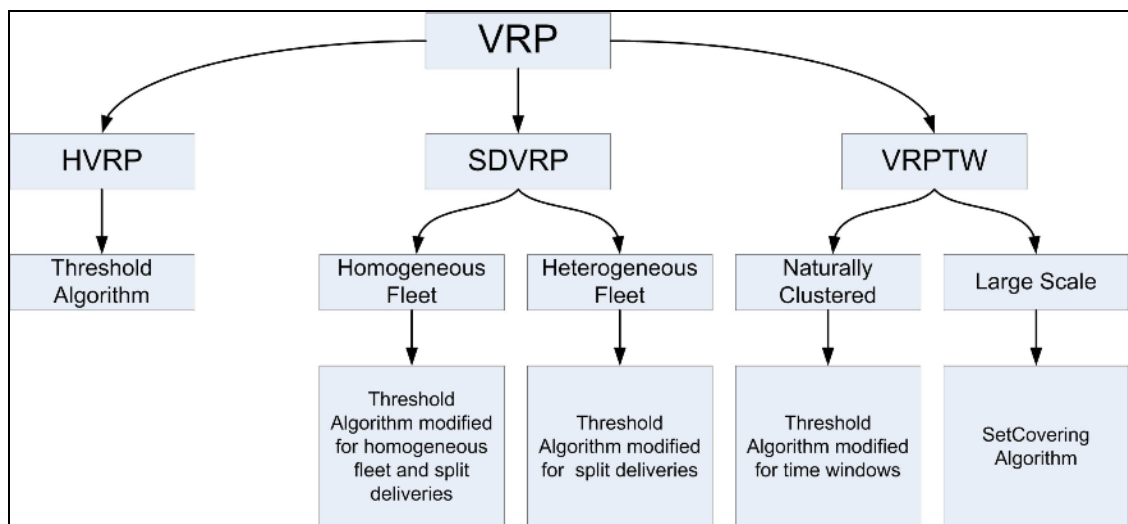 VRP
HVRP
SDVRP
VRPTW
Threshold
Algorithm
Homogeneous
Fleet
Heterogeneous
Fleet
Naturally
Clustered
Large Scale
Threshold
Algorithm modified
for homogeneous
fleet and split
deliveries
Threshold
Algorithm modified
for split deliveries
Threshold
Algorithm modified
for time windows
SetCovering
Algorithm